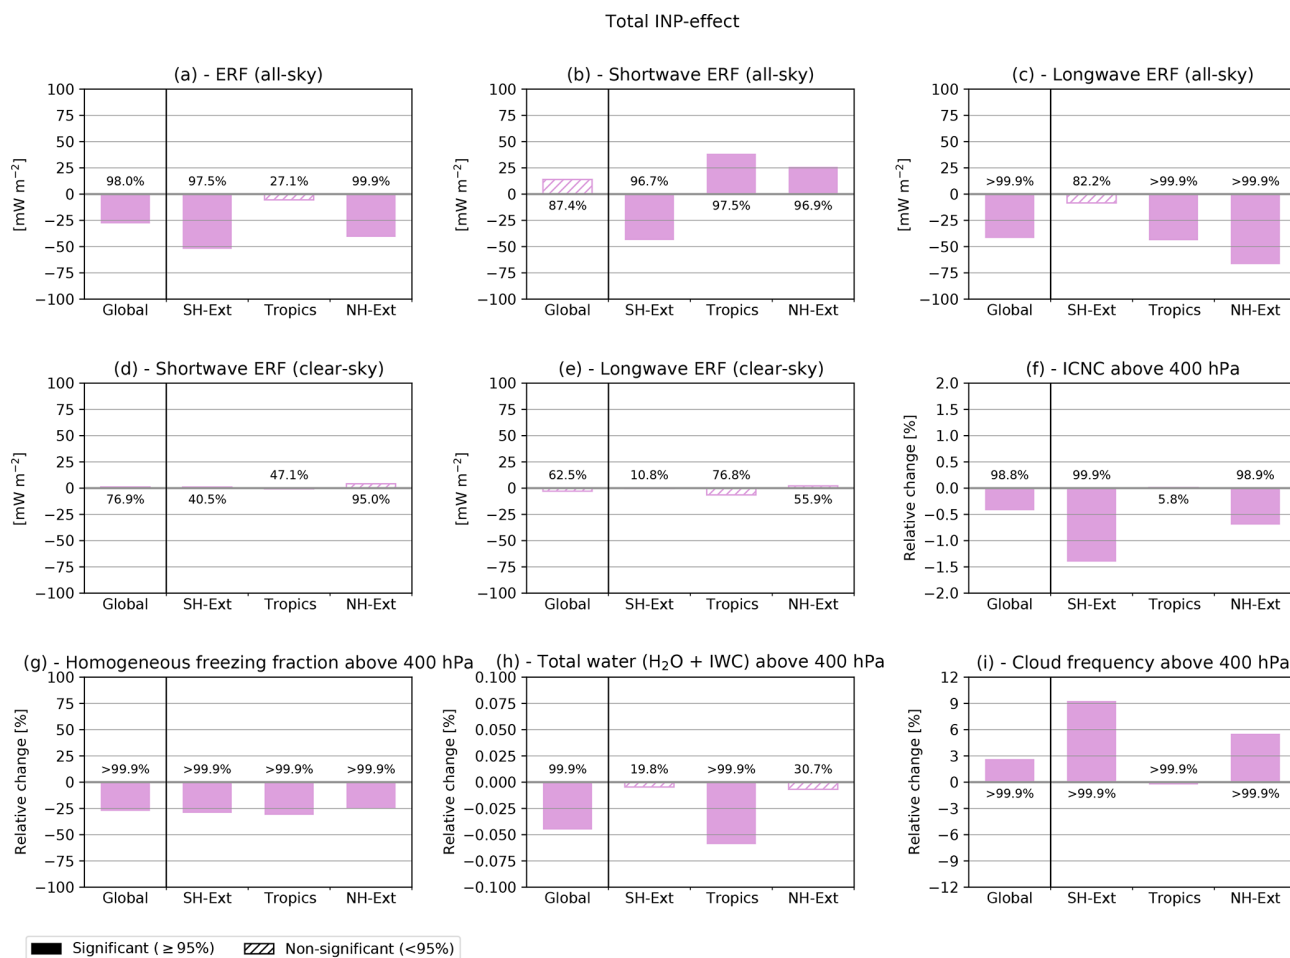 Total INP-effect
(a) - ERF (all-sky)
[mW m−2]
100
75
50
25
0
−25
−50
−75
−100
98.0%
97.5%
27.1%
99.9%
Global
SH-Ext
Tropics
NH-Ext
(b) - Shortwave ERF (all-sky)
[mW m−2]
100
75
50
25
0
−25
−50
−75
−100
87.4%
96.7%
97.5%
96.9%
Global
SH-Ext
Tropics
NH-Ext
(c) - Longwave ERF (all-sky)
[mW m−2]
100
75
50
25
0
−25
−50
−75
−100
>99.9%
82.2%
>99.9%
>99.9%
Global
SH-Ext
Tropics
NH-Ext
(d) - Shortwave ERF (clear-sky)
[mW m−2]
100
75
50
25
0
−25
−50
−75
−100
76.9%
40.5%
47.1%
95.0%
Global
SH-Ext
Tropics
NH-Ext
(e) - Longwave ERF (clear-sky)
[mW m−2]
100
75
50
25
0
−25
−50
−75
−100
62.5%
10.8%
76.8%
55.9%
Global
SH-Ext
Tropics
NH-Ext
(f) - ICNC above 400 hPa
Relative change [%]
2.0
1.5
1.0
0.5
0.0
−0.5
−1.0
−1.5
−2.0
98.8%
99.9%
5.8%
98.9%
Global
SH-Ext
Tropics
NH-Ext
(g) - Homogeneous freezing fraction above 400 hPa
Relative change [%]
100
75
50
25
0
−25
−50
−75
−100
>99.9%
>99.9%
>99.9%
>99.9%
Global
SH-Ext
Tropics
NH-Ext
(h) - Total water (H₂O + IWC) above 400 hPa
Relative change [%]
0.100
0.075
0.050
0.025
0.000
−0.025
−0.050
−0.075
−0.100
99.9%
19.8%
>99.9%
30.7%
Global
SH-Ext
Tropics
NH-Ext
(i) - Cloud frequency above 400 hPa
Relative change [%]
12
9
6
3
0
−3
−6
−9
−12
>99.9%
>99.9%
>99.9%
>99.9%
Global
SH-Ext
Tropics
NH-Ext
Significant (≥95%)
Non-significant (<95%)